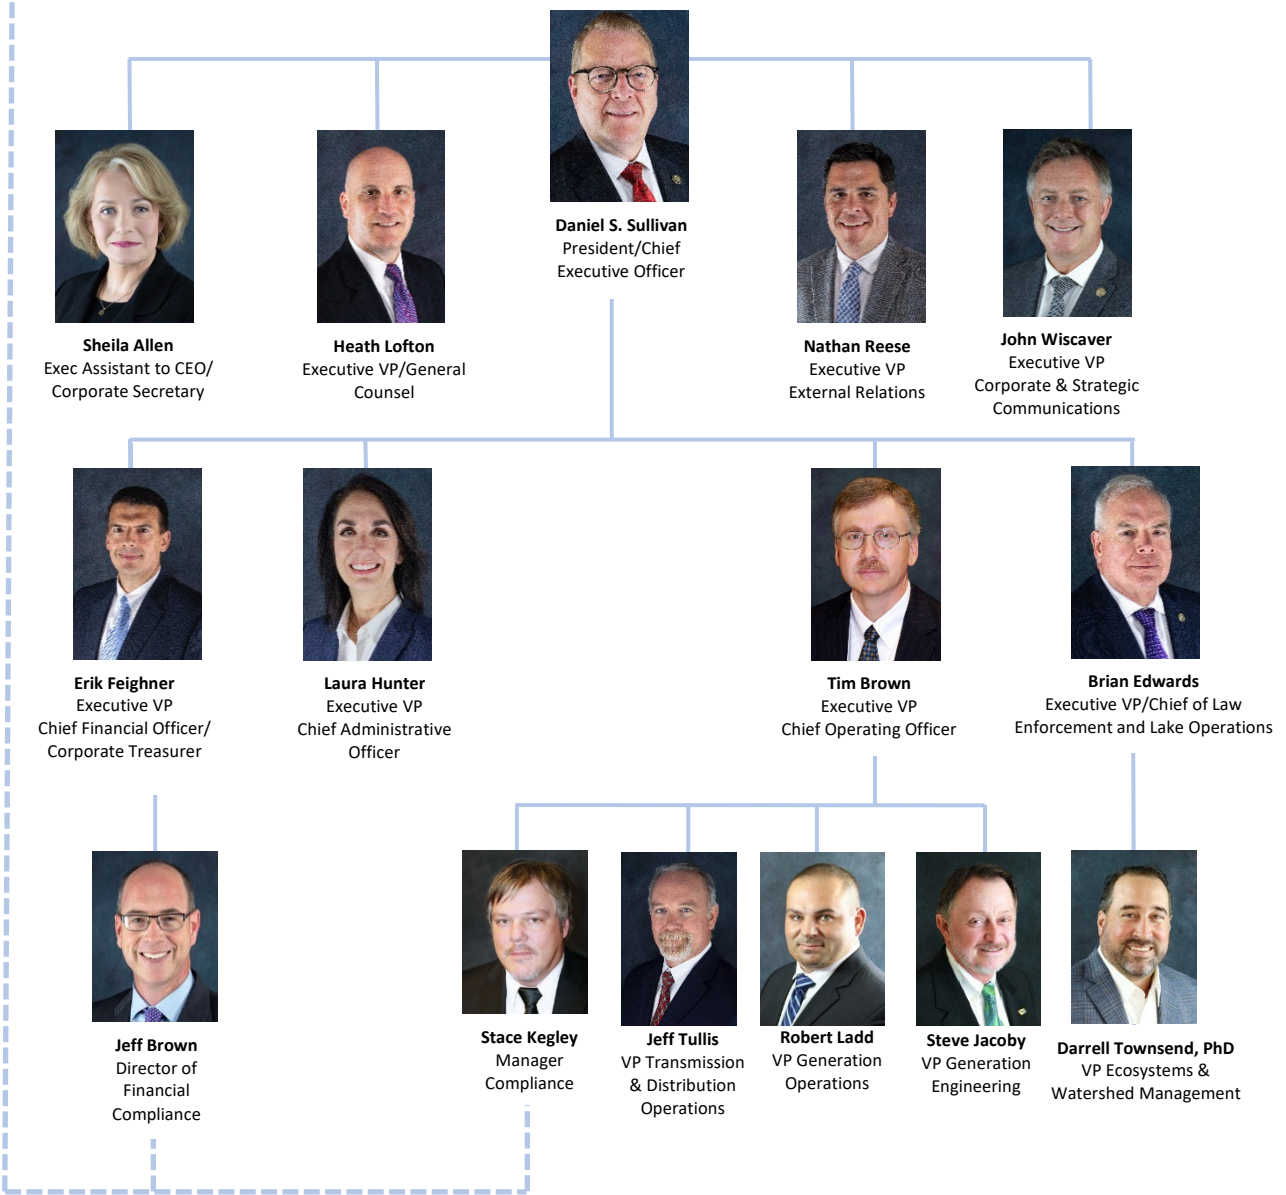 Daniel S. Sullivan
President/Chief
Executive Officer
Sheila Allen
Exec Assistant to CEO/
Corporate Secretary
Heath Lofton
Executive VP/General
Counsel
Nathan Reese
Executive VP
External Relations
John Wiscaver
Executive VP
Corporate & Strategic
Communications
Erik Feighner
Executive VP
Chief Financial Officer/
Corporate Treasurer
Laura Hunter
Executive VP
Chief Administrative
Officer
Tim Brown
Executive VP
Chief Operating Officer
Brian Edwards
Executive VP/Chief of Law
Enforcement and Lake Operations
Jeff Brown
Director of
Financial
Compliance
Stace Kegley
Manager
Compliance
Jeff Tullis
VP Transmission
& Distribution
Operations
Robert Ladd
VP Generation
Operations
Steve Jacoby
VP Generation
Engineering
Darrell Townsend, PhD
VP Ecosystems &
Watershed Management